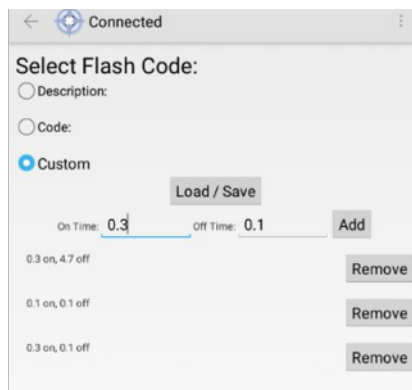 Connected
Select Flash Code:
Description:
Code:
Custom
Load / Save
On Time: 0.3 Off Time: 0.1 Add
0.3 on, 4.7 off
Remove
0.1 on, 0.1 off
Remove
0.3 on, 0.1 off
Remove